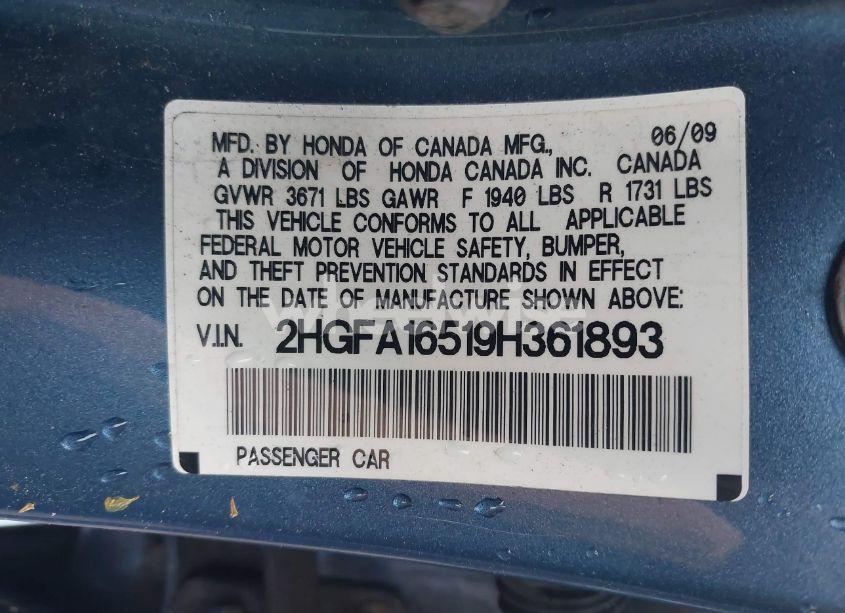 MFD. BY HONDA OF CANADA MFG., 06/09
A DIVISION OF HONDA CANADA INC. CANADA
GVWR 3671 LBS GAWR F 1940 LBS R 1731 LBS
THIS VEHICLE CONFORMS TO ALL APPLICABLE
FEDERAL MOTOR VEHICLE SAFETY, BUMPER,
AND THEFT PREVENTION STANDARDS IN EFFECT
ON THE DATE OF MANUFACTURE SHOWN ABOVE:
wheelwise
V.I.N. 2HGFA16519H361893
PASSENGER CAR